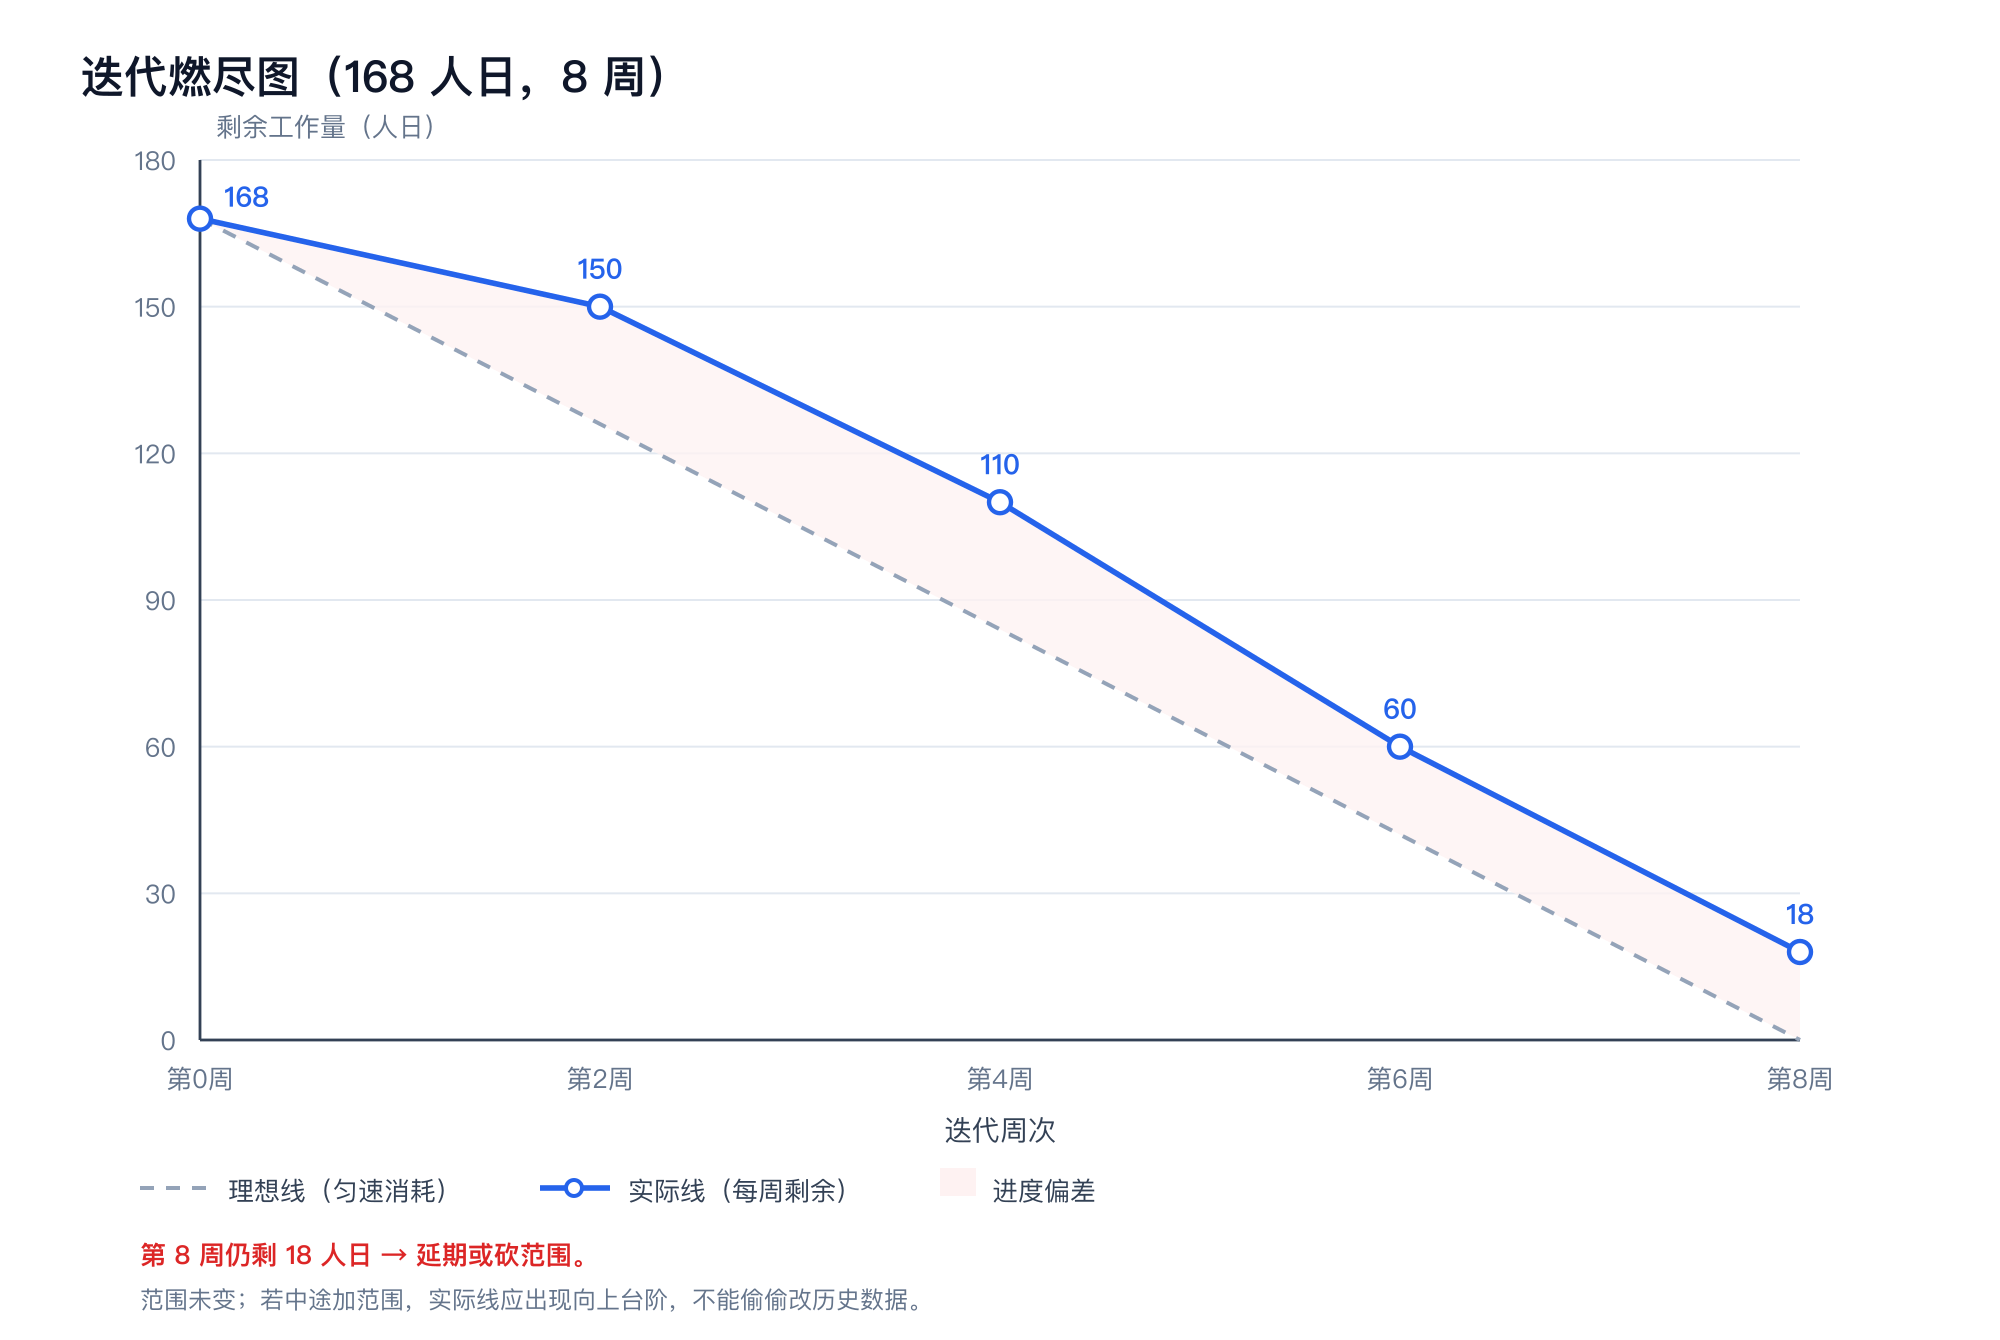 迭代燃尽图（168 人日，8 周）
剩余工作量（人日）
180
168
150
150
120
110
90
60
60
30
18
0
第0周 第2周 第4周 第6周 第8周
迭代周次
理想线（匀速消耗） 实际线（每周剩余） 进度偏差
第 8 周仍剩 18 人日 → 延期或砍范围。
范围未变；若中途加范围，实际线应出现向上台阶，不能偷偷改历史数据。